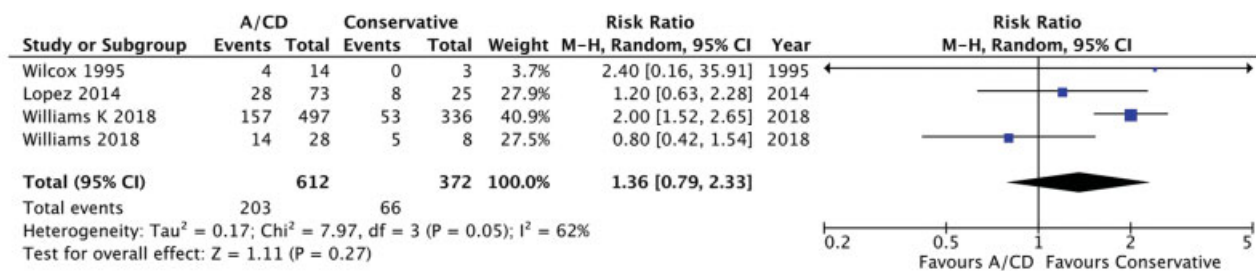 A/CD Conservative Risk Ratio Risk Ratio
Study or Subgroup Events Total Events Total Weight M-H, Random, 95% CI Year M-H, Random, 95% CI
Wilcox 1995 4 14 0 3 3.7% 2.40 [0.16, 35.91] 1995
Lopez 2014 28 73 8 25 27.9% 1.20 [0.63, 2.28] 2014
Williams K 2018 157 497 53 336 40.9% 2.00 [1.52, 2.65] 2018
Williams 2018 14 28 5 8 27.5% 0.80 [0.42, 1.54] 2018
Total (95% CI) 612 372 100.0% 1.36 [0.79, 2.33]
Total events 203 66
Heterogeneity: Tau² = 0.17; Chi² = 7.97, df = 3 (P = 0.05); I² = 62%
Test for overall effect: Z = 1.11 (P = 0.27)
0.2 0.5 1 2 5
Favours A/CD Favours Conservative